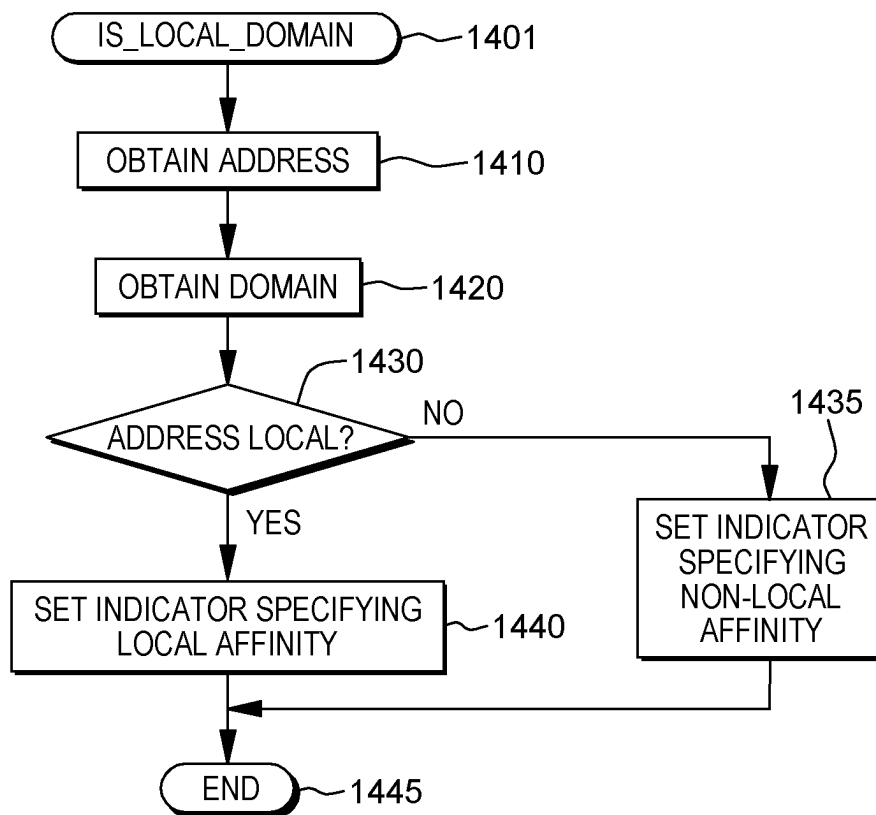 IS_LOCAL_DOMAIN
1401
OBTAIN ADDRESS
1410
OBTAIN DOMAIN
1420
1430
ADDRESS LOCAL?
NO
YES
1435
SET INDICATOR
SPECIFYING
NON-LOCAL
AFFINITY
SET INDICATOR SPECIFYING
LOCAL AFFINITY
1440
END
1445